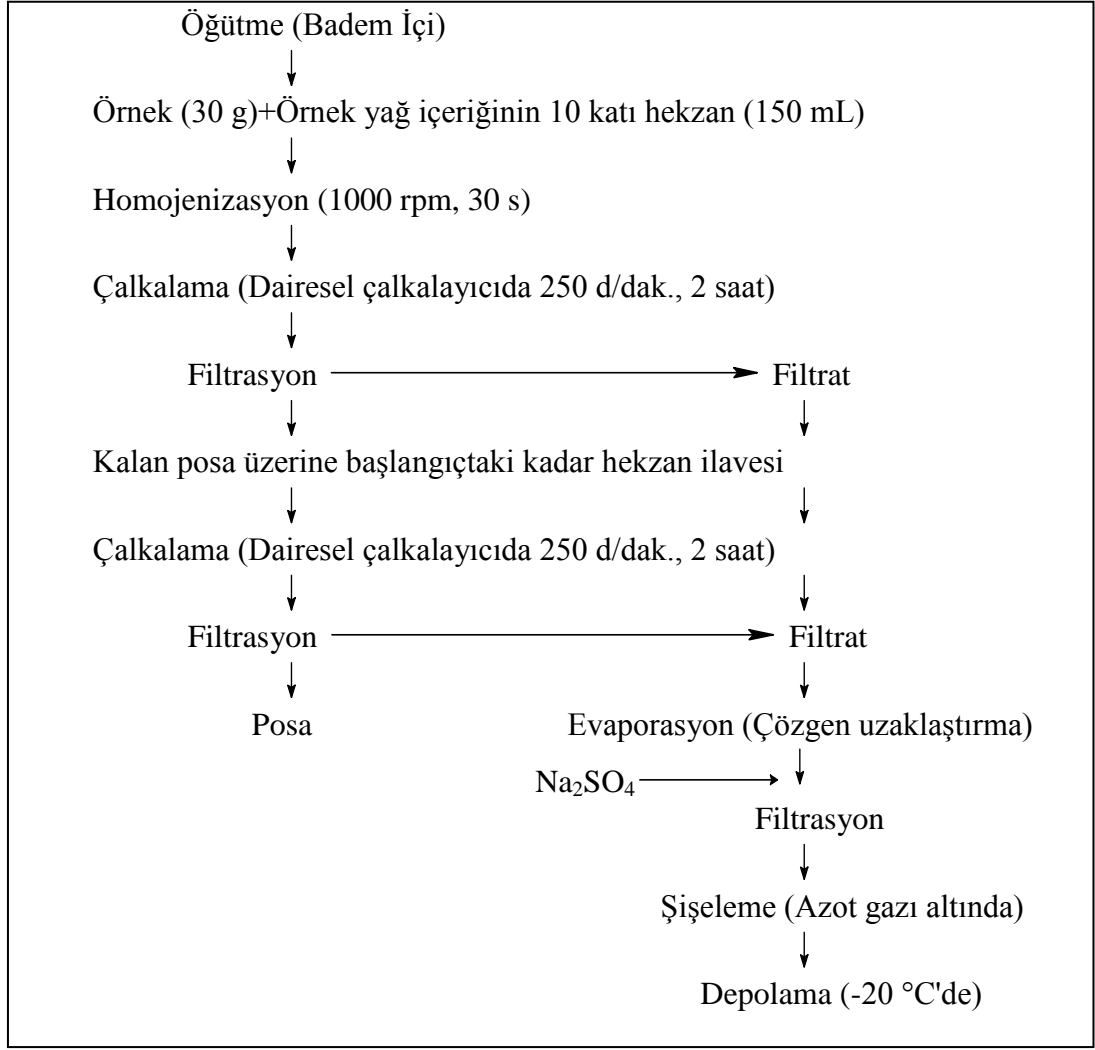 Öğütme (Badem İçi)
Örnek (30 g)+Örnek yağ içeriğinin 10 katı hekzan (150 mL)
Homojenizasyon (1000 rpm, 30 s)
Çalkalama (Dairesel çalkalayıcıda 250 d/dak., 2 saat)
Filtrasyon Filtrat
Kalan posa üzerine başlangıçtaki kadar hekzan ilavesi
Çalkalama (Dairesel çalkalayıcıda 250 d/dak., 2 saat)
Filtrasyon Filtrat
Posa Evaporasyon (Çözgen uzaklaştırma)
Na₂SO₄
Filtrasyon
Şişeleme (Azot gazı altında)
Depolama (-20 °C'de)